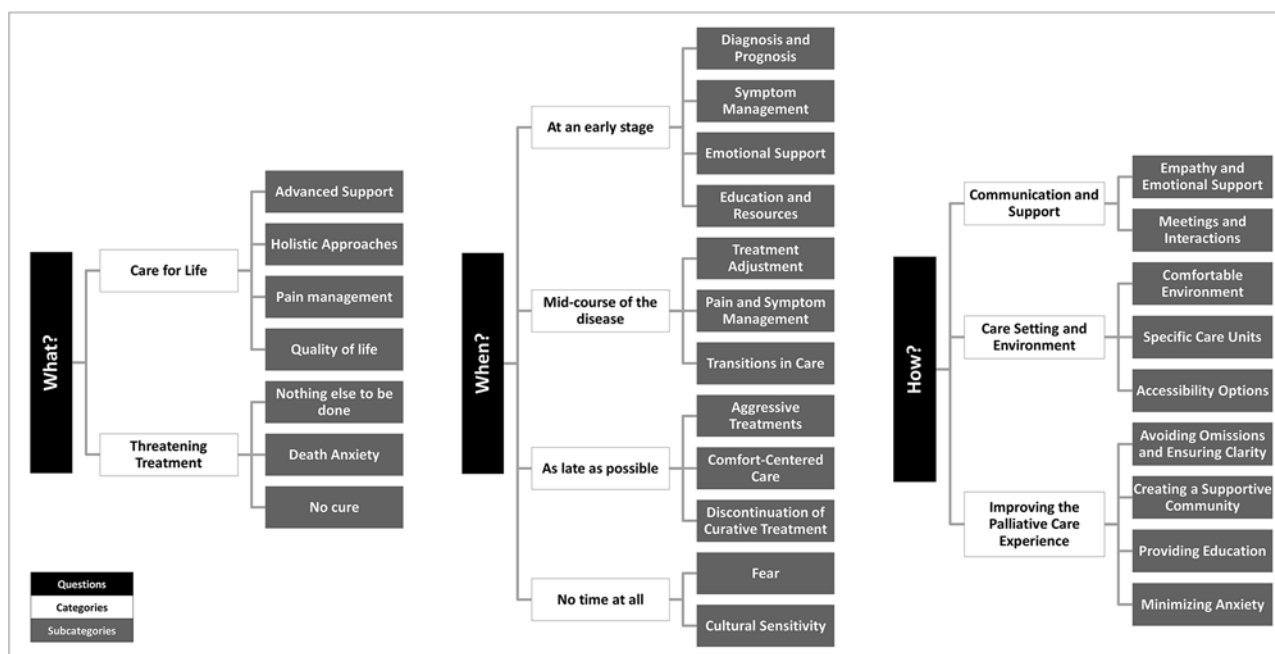 What?
Care for Life
Advanced Support
Holistic Approaches
Pain management
Quality of life
Threatening
Treatment
Nothing else to be
done
Death Anxiety
No cure
When?
At an early stage
Diagnosis and
Prognosis
Symptom
Management
Emotional Support
Education and
Resources
Mid-course of the
disease
Treatment
Adjustment
Pain and Symptom
Management
Transitions in Care
As late as possible
Aggressive
Treatments
Comfort-Centered
Care
Discontinuation of
Curative Treatment
No time at all
Fear
Cultural Sensitivity
How?
Communication and
Support
Empathy and
Emotional Support
Meetings and
Interactions
Care Setting and
Environment
Comfortable
Environment
Specific Care Units
Accessibility Options
Improving the
Palliative Care
Experience
Avoiding Omissions
and Ensuring Clarity
Creating a Supportive
Community
Providing Education
Minimizing Anxiety
Questions
Categories
Subcategories